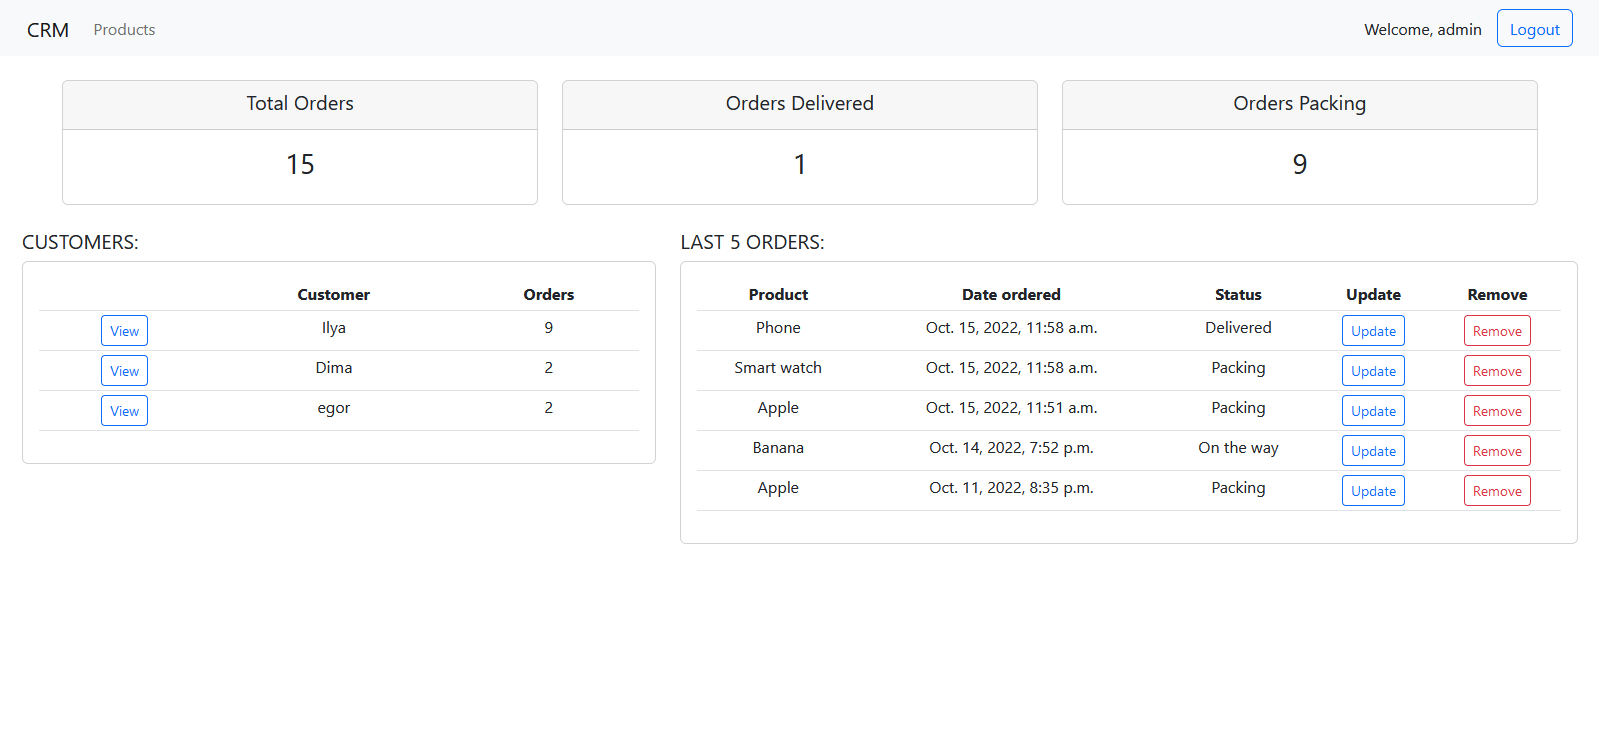 CRM Products Welcome, admin Logout
Total Orders
15
Orders Delivered
1
Orders Packing
9
CUSTOMERS:
Customer Orders
View Ilya 9
View Dima 2
View egor 2
LAST 5 ORDERS:
Product Date ordered Status Update Remove
Phone Oct. 15, 2022, 11:58 a.m. Delivered Update Remove
Smart watch Oct. 15, 2022, 11:58 a.m. Packing Update Remove
Apple Oct. 15, 2022, 11:51 a.m. Packing Update Remove
Banana Oct. 14, 2022, 7:52 p.m. On the way Update Remove
Apple Oct. 11, 2022, 8:35 p.m. Packing Update Remove